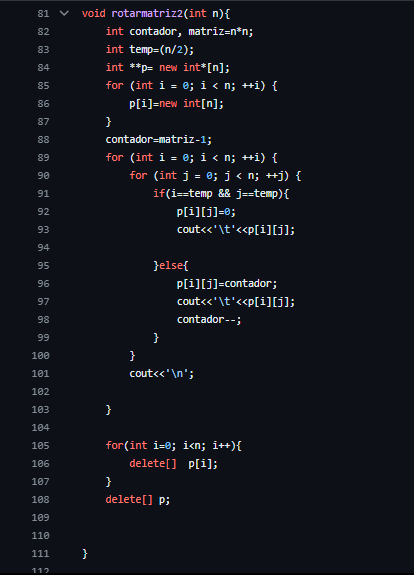 81 void rotarmatriz2(int n){
82 int contador, matriz=n*n;
83 int temp=(n/2);
84 int **p= new int*[n];
85 for (int i = 0; i < n; ++i) {
86 p[i]=new int[n];
87 }
88 contador=matriz-1;
89 for (int i = 0; i < n; ++i) {
90 for (int j = 0; j < n; ++j) {
91 if(i==temp && j==temp){
92 p[i][j]=0;
93 cout<<'\t'<<p[i][j];
94
95 }else{
96 p[i][j]=contador;
97 cout<<'\t'<<p[i][j];
98 contador--;
99 }
100 }
101 cout<<'\n';
102
103 }
104
105 for(int i=0; i<n; i++){
106 delete[]  p[i];
107 }
108 delete[] p;
109
110
111 }
112